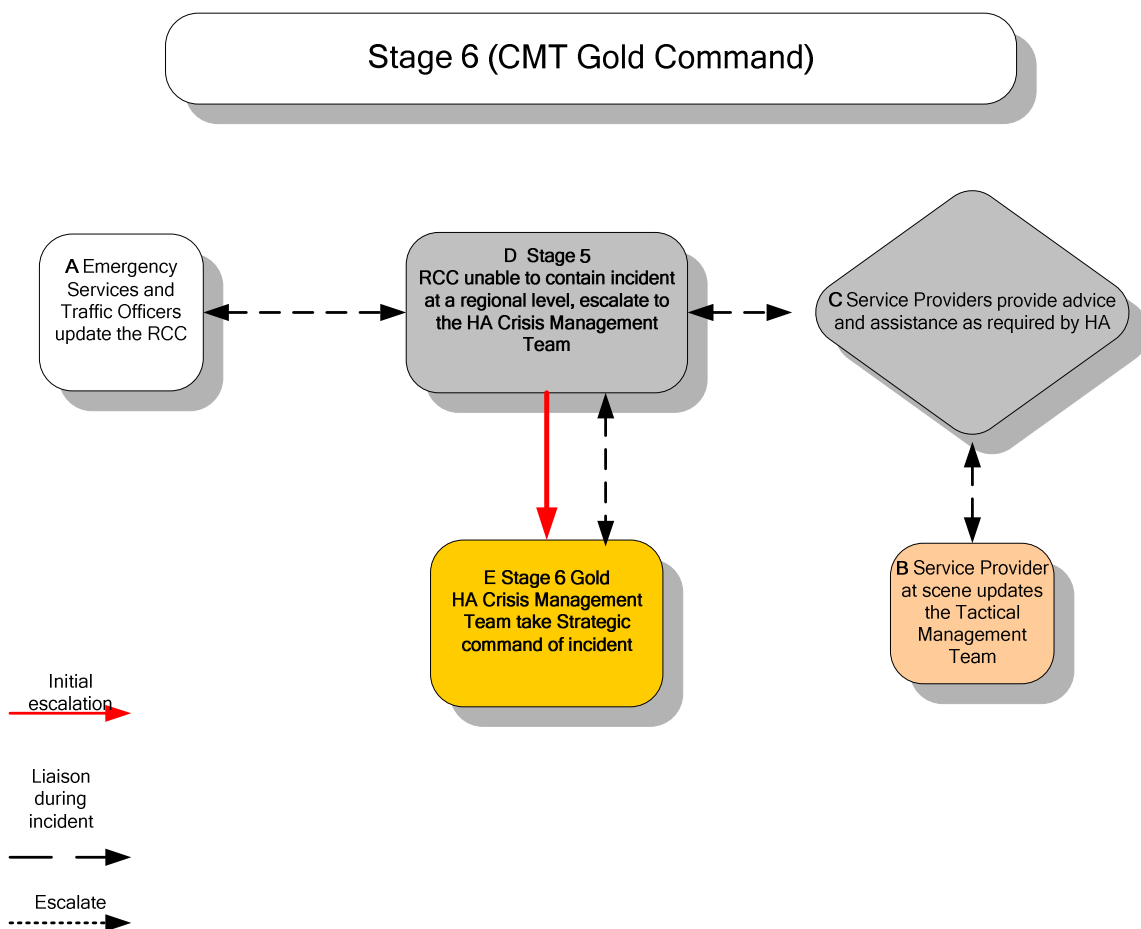 Stage 6 (CMT Gold Command)
A Emergency
Services and
Traffic Officers
update the RCC
D Stage 5
RCC unable to contain incident
at a regional level, escalate to
the HA Crisis Management
Team
C Service Providers provide advice
and assistance as required by HA
E Stage 6 Gold
HA Crisis Management
Team take Strategic
command of incident
B Service Provider
at scene updates
the Tactical
Management
Team
Initial
escalation
Liaison
during
incident
Escalate